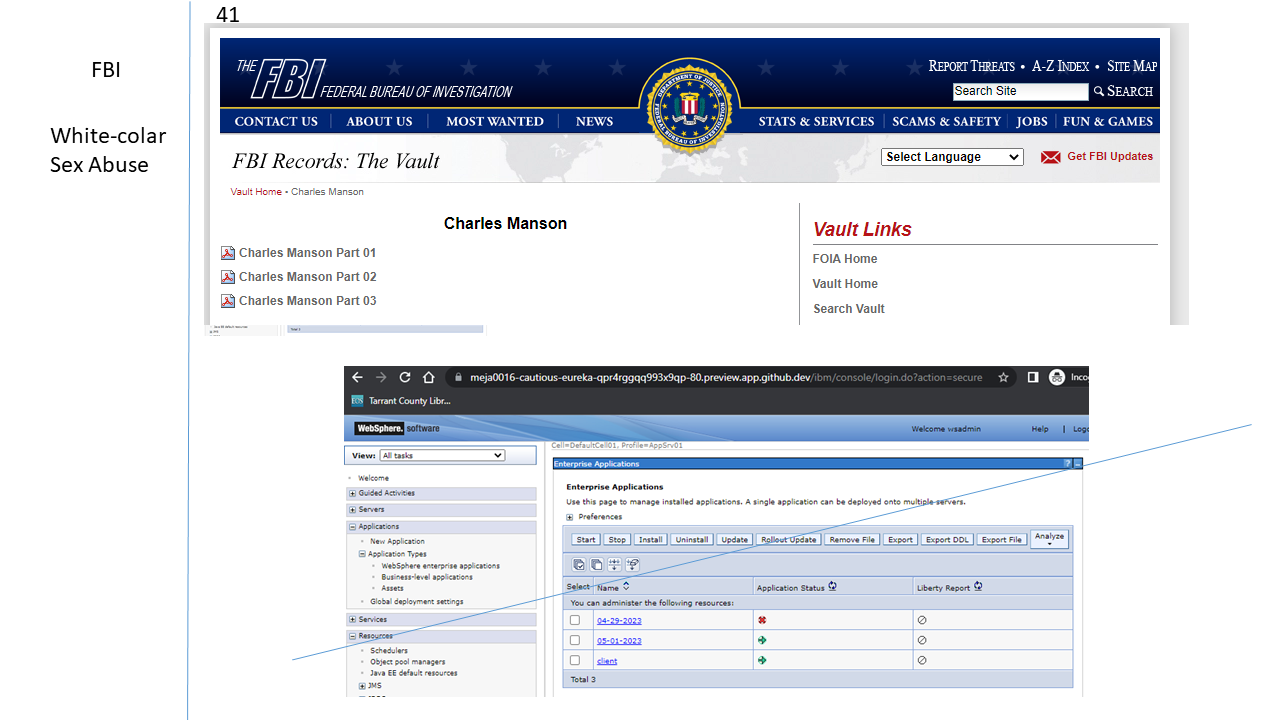 41
FBI
White-colar
Sex Abuse
THE FBI FEDERAL BUREAU OF INVESTIGATION
REPORT THREATS • A-Z INDEX • SITE MAP
Search Site SEARCH
CONTACT US ABOUT US MOST WANTED NEWS STATS & SERVICES SCAMS & SAFETY JOBS FUN & GAMES
FBI Records: The Vault
Select Language Get FBI Updates
Vault Home • Charles Manson
Charles Manson
Charles Manson Part 01
Charles Manson Part 02
Charles Manson Part 03
Vault Links
FOIA Home
Vault Home
Search Vault
meja0016-cautious-eureka-qpr4rggqq993x9qp-80.preview.app.github.dev/ibm/console/login.do?action=secure Inco
Tarrant County Libr...
WebSphere. software Welcome wsadmin Help | Logo
View: All tasks
Welcome
Guided Activities
Servers
Applications
New Application
Application Types
WebSphere enterprise applications
Business-level applications
Assets
Global deployment settings
Services
Resources
Schedulers
Object pool managers
Java EE default resources
JMS
Cell=DefaultCell01, Profile=AppSrv01
Enterprise Applications ? –
Enterprise Applications
Use this page to manage installed applications. A single application can be deployed onto multiple servers.
Preferences
Start Stop Install Uninstall Update Rollout Update Remove File Export Export DDL Export File Analyze
Select Name Application Status Liberty Report
You can administer the following resources:
04-29-2023
05-01-2023
client
Total 3